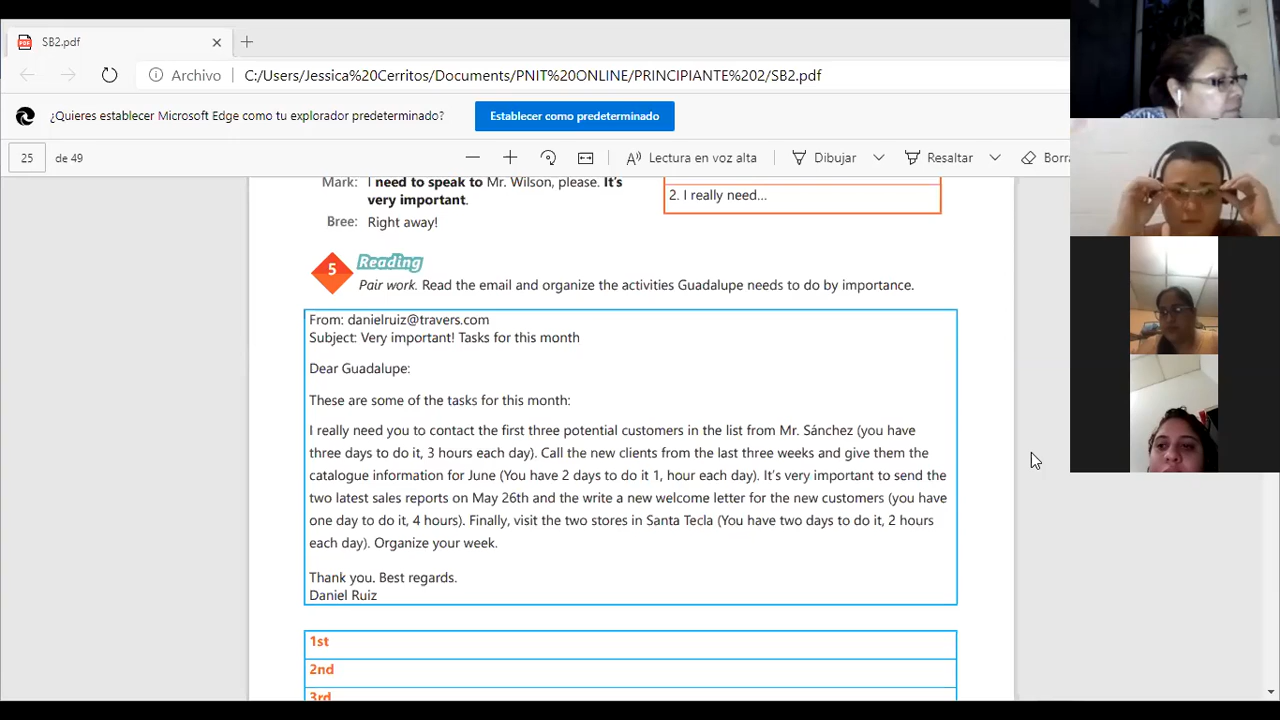 SB2.pdf
Archivo C:/Users/Jessica%20Cerritos/Documents/PNIT%20ONLINE/PRINCIPIANTE%202/SB2.pdf
¿Quieres establecer Microsoft Edge como tu explorador predeterminado? Establecer como predeterminado
25 de 49 Lectura en voz alta Dibujar Resaltar Borra
Mark: I need to speak to Mr. Wilson, please. It's
very important.
Bree: Right away!
2. I really need...
5 Reading
Pair work. Read the email and organize the activities Guadalupe needs to do by importance.
From: danielruiz@travers.com
Subject: Very important! Tasks for this month
Dear Guadalupe:
These are some of the tasks for this month:
I really need you to contact the first three potential customers in the list from Mr. Sánchez (you have
three days to do it, 3 hours each day). Call the new clients from the last three weeks and give them the
catalogue information for June (You have 2 days to do it 1, hour each day). It's very important to send the
two latest sales reports on May 26th and the write a new welcome letter for the new customers (you have
one day to do it, 4 hours). Finally, visit the two stores in Santa Tecla (You have two days to do it, 2 hours
each day). Organize your week.
Thank you. Best regards.
Daniel Ruiz
1st
2nd
3rd